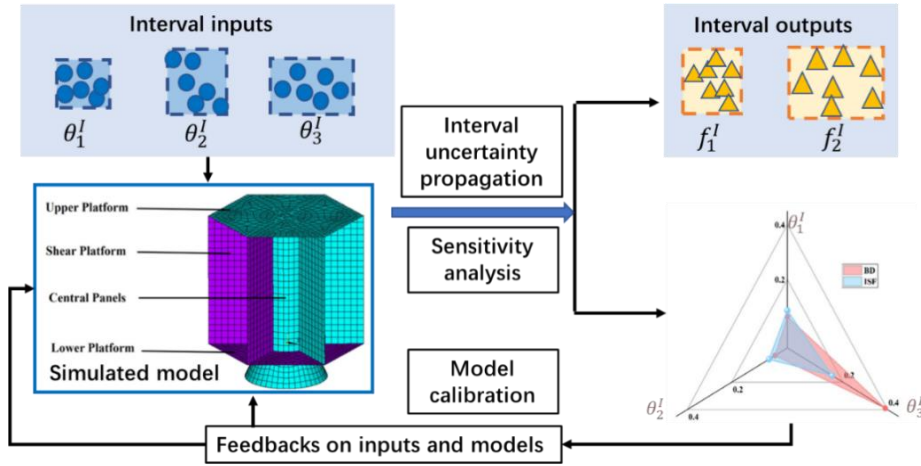 Interval inputs
θ₁ᴵ
θ₂ᴵ
θ₃ᴵ
Interval outputs
f₁ᴵ
f₂ᴵ
Interval
uncertainty
propagation
Sensitivity
analysis
Model
calibration
Upper Platform
Shear Platform
Central Panels
Lower Platform
Simulated model
θ₁ᴵ
0.4
0.2
BD
ISF
0.2
0.2
0.4
0.4
θ₂ᴵ
θ₃ᴵ
Feedbacks on inputs and models